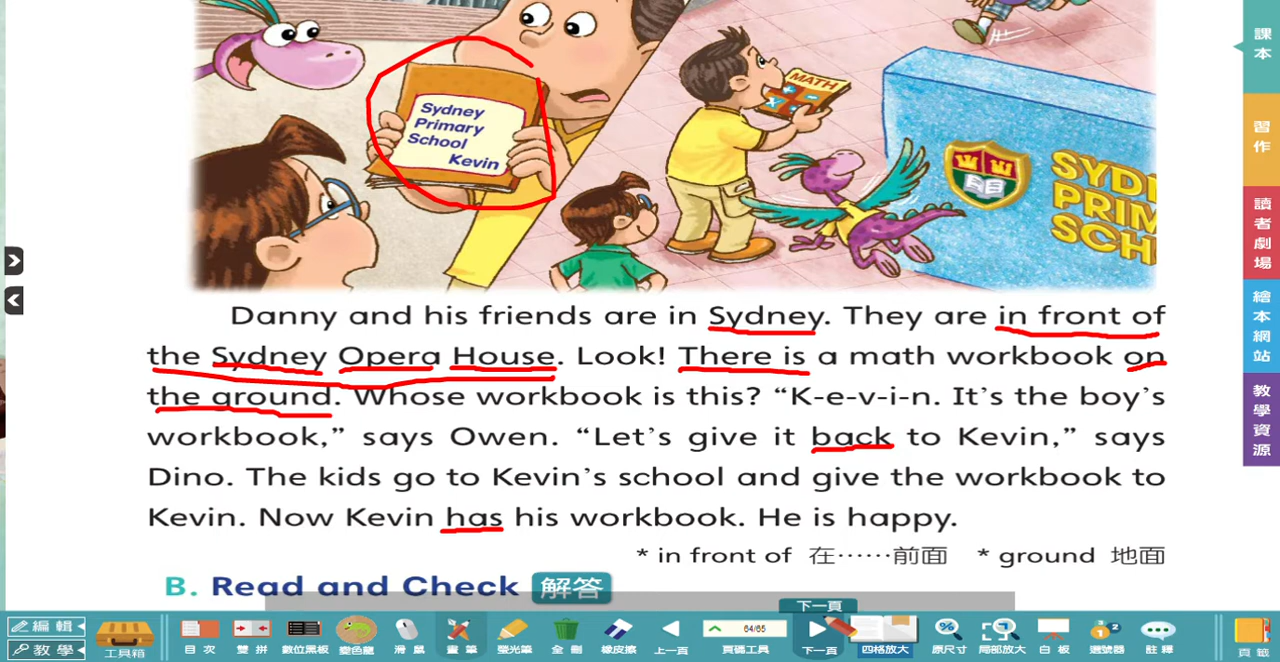 Sydney
Primary
School
Kevin
MATH
SYD
PRIM
SCH
Danny and his friends are in Sydney. They are in front of
the Sydney Opera House. Look! There is a math workbook on
the ground. Whose workbook is this? “K-e-v-i-n. It’s the boy’s
workbook,” says Owen. “Let’s give it back to Kevin,” says
Dino. The kids go to Kevin’s school and give the workbook to
Kevin. Now Kevin has his workbook. He is happy.
* in front of 在……前面 * ground 地面
B. Read and Check 解答
課本
習作
讀者劇場
繪本網站
教學資源
下一頁
編輯
教學
工具箱
目次
雙拼
數位黑板
變色龍
滑鼠
畫筆
螢光筆
全刪
橡皮擦
上一頁
64/65
頁碼工具
下一頁
四格放大
原尺寸
局部放大
白板
選號器
註釋
頁籤